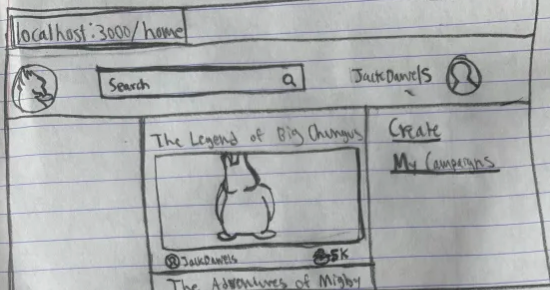 localhost:3000/home
Search
JackDaniels
The Legend of Big Chungus
Create
My Campaigns
JackDaniels
5K
The Adventures of Migby